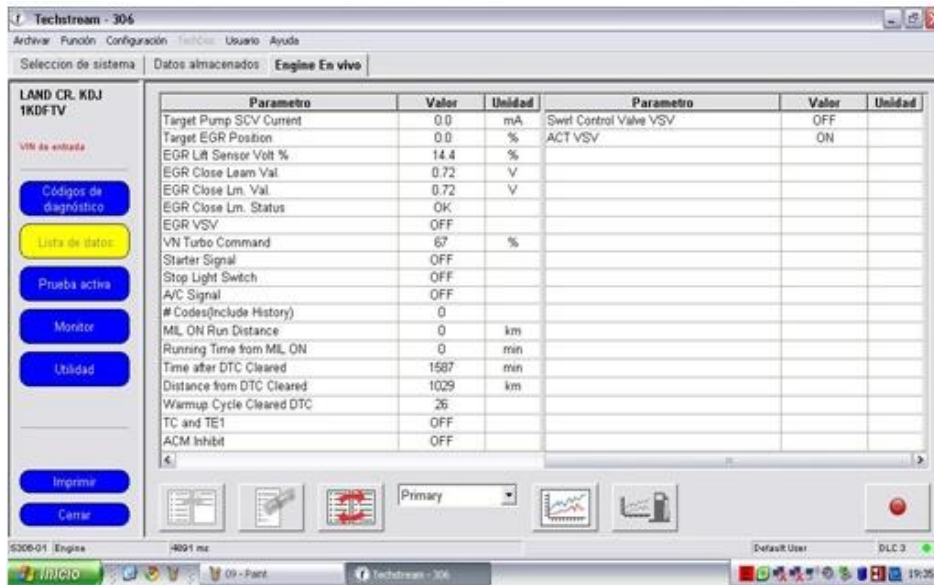 Techstream - 306
Archivar Función Configuración TechDoc Usuario Ayuda
Seleccion de sistema Datos almacenados Engine En vivo
LAND CR. KDJ
1KDFTV
VIN de entrada
Códigos de diagnóstico
Lista de datos
Prueba activa
Monitor
Utilidad
Imprimir
Cerrar
Parametro Valor Unidad Parametro Valor Unidad
Target Pump SCV Current 0.0 mA Swrl Control Valve VSV OFF
Target EGR Position 0.0 % ACT VSV ON
EGR Lift Sensor Volt % 14.4 %
EGR Close Learn Val. 0.72 V
EGR Close Lrn. Val. 0.72 V
EGR Close Lrn. Status OK
EGR VSV OFF
VN Turbo Command 67 %
Starter Signal OFF
Stop Light Switch OFF
A/C Signal OFF
# Codes(Include History) 0
MIL ON Run Distance 0 km
Running Time from MIL ON 0 min
Time after DTC Cleared 1587 min
Distance from DTC Cleared 1029 km
Warmup Cycle Cleared DTC 26
TC and TE1 OFF
ACM Inhibit OFF
Primary
S306-01 Engine 4891 ms Default User DLC 3
Inicio 09 - Paint Techstream - 306 19:35